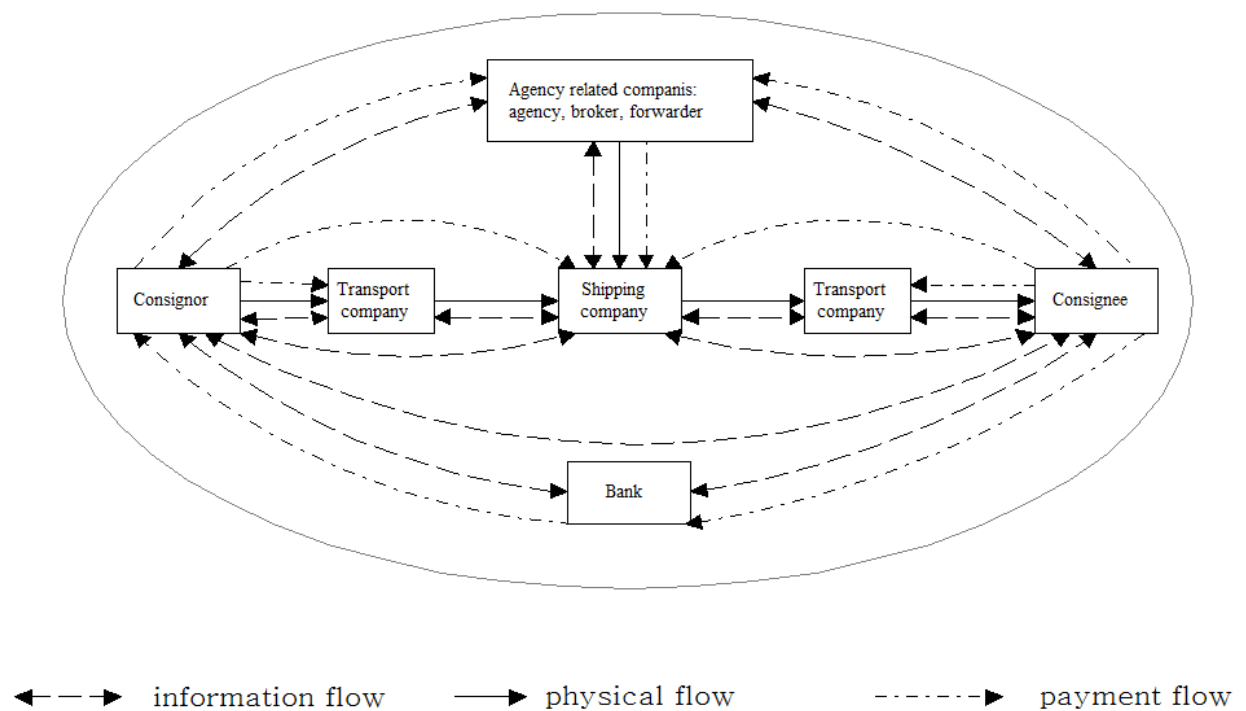 Agency related companis:
agency, broker, forwarder
Consignor
Transport
company
Shipping
company
Transport
company
Consignee
Bank
information flow
physical flow
payment flow